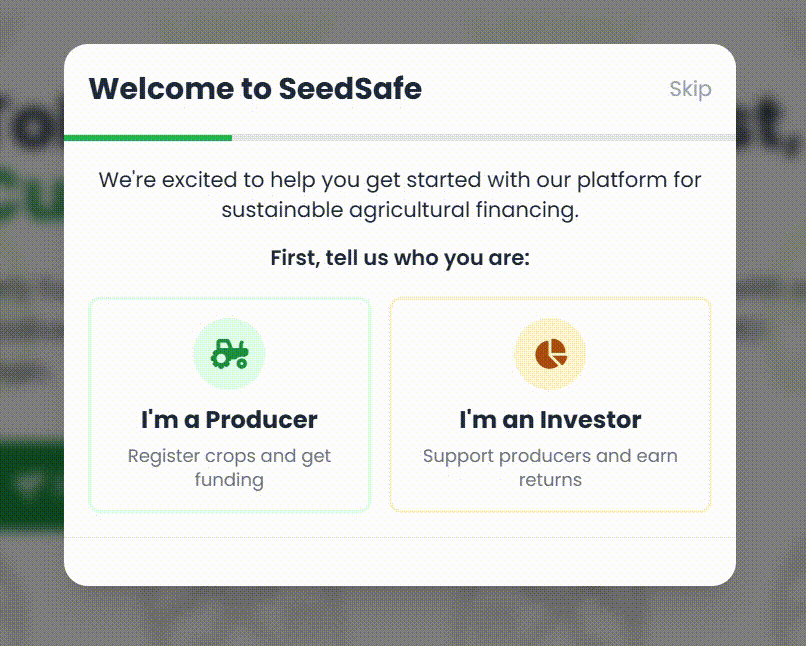 Welcome to SeedSafe
Skip
We're excited to help you get started with our platform for
sustainable agricultural financing.
First, tell us who you are:
I'm a Producer
Register crops and get
funding
I'm an Investor
Support producers and earn
returns